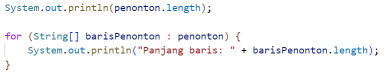 System.out.println(penonton.length);
for (String[] barisPenonton : penonton) {
System.out.println("Panjang baris: " + barisPenonton.length);
}